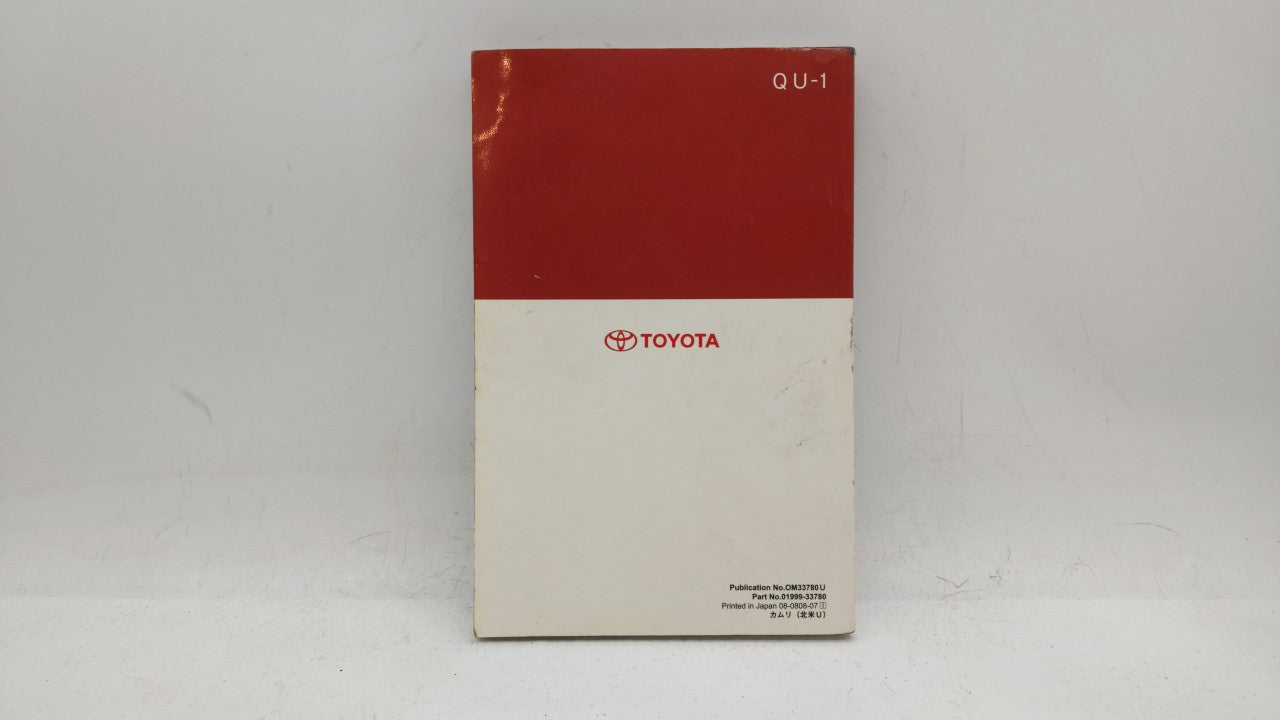 QU-1
TOYOTA
Publication No.OM33780U
Part No.01999-33780
Printed in Japan 08-0808-07 1
カムリ（北米U）